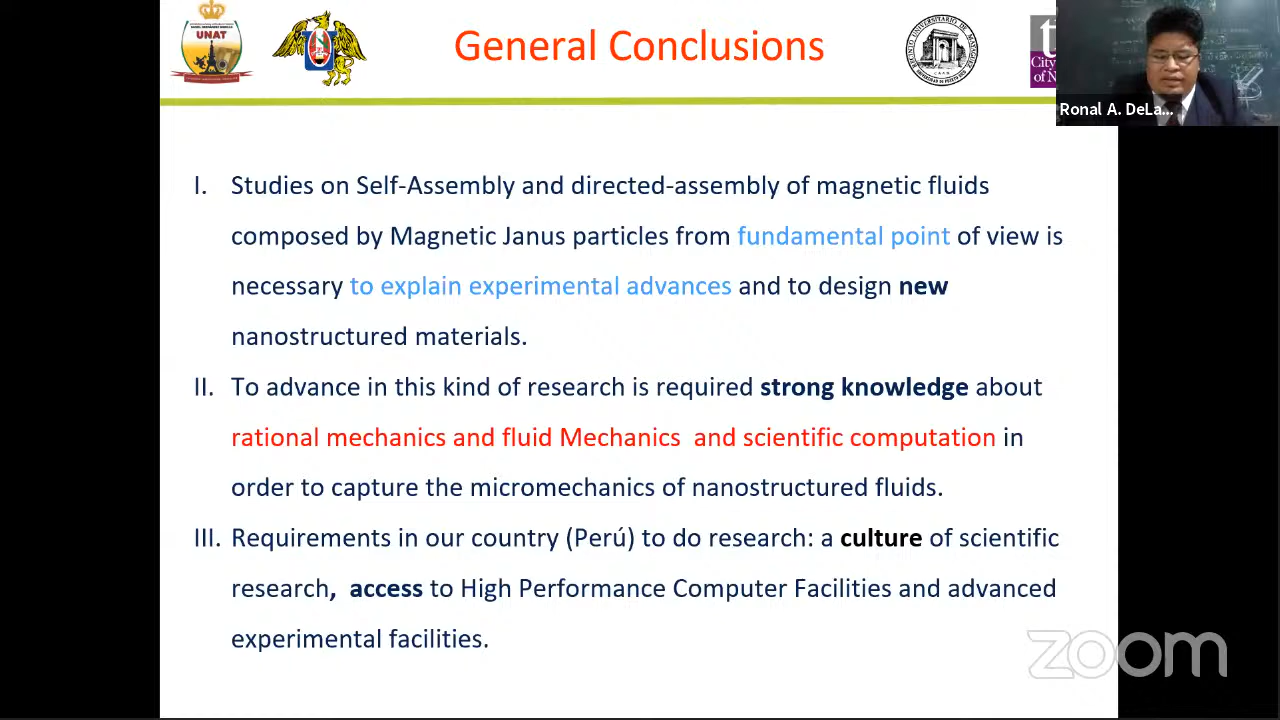 UNAT
General Conclusions
t
City
of N
Ronal A. DeLa...
I. Studies on Self-Assembly and directed-assembly of magnetic fluids
composed by Magnetic Janus particles from fundamental point of view is
necessary to explain experimental advances and to design new
nanostructured materials.
II. To advance in this kind of research is required strong knowledge about
rational mechanics and fluid Mechanics and scientific computation in
order to capture the micromechanics of nanostructured fluids.
III. Requirements in our country (Perú) to do research: a culture of scientific
research, access to High Performance Computer Facilities and advanced
experimental facilities.
zoom